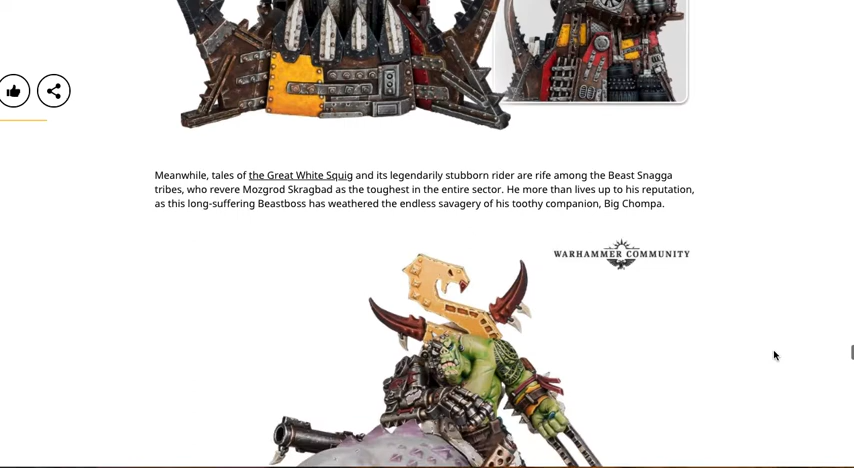 Meanwhile, tales of the Great White Squig and its legendarily stubborn rider are rife among the Beast Snagga
tribes, who revere Mozgrod Skragbad as the toughest in the entire sector. He more than lives up to his reputation,
as this long-suffering Beastboss has weathered the endless savagery of his toothy companion, Big Chompa.
WARHAMMER COMMUNITY